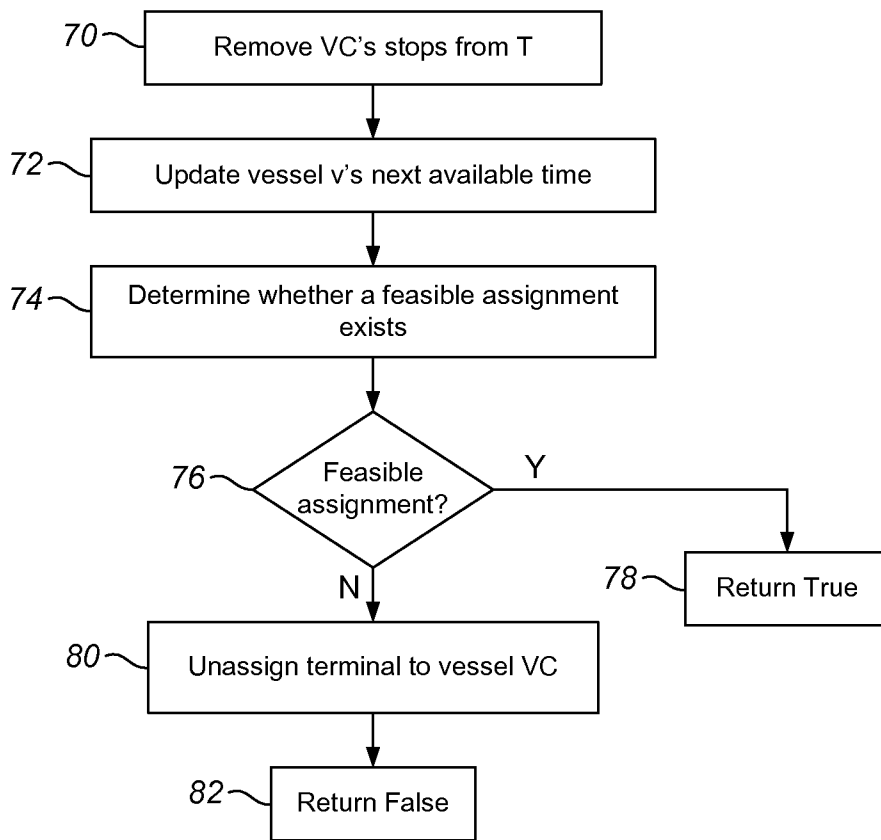 70
Remove VC's stops from T
72
Update vessel v's next available time
74
Determine whether a feasible assignment
exists
76
Feasible
assignment?
Y
N
78
Return True
80
Unassign terminal to vessel VC
82
Return False